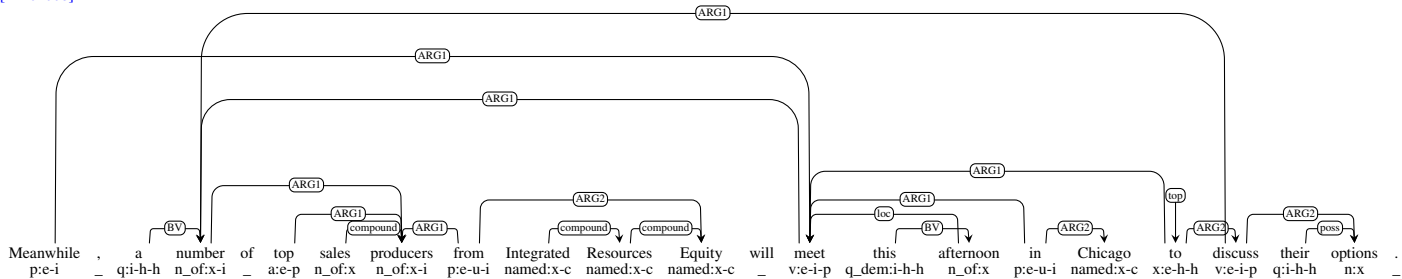 ARG1
ARG1
ARG1
ARG1 ARG1
top
ARG1 compound ARG2 ARG1
BV ARG1 compound compound loc BV ARG2 ARG2 ARG2 poss
Meanwhile , a number of top sales producers from Integrated Resources Equity will meet this afternoon in Chicago to discuss their options .
p:e-i _ q:i-h-h n_of:x-i _ a:e-p n_of:x n_of:x-i p:e-u-i named:x-c named:x-c named:x-c _ v:e-i-p q_dem:i-h-h n_of:x p:e-u-i named:x-c x:e-h-h v:e-i-p q:i-h n:x _